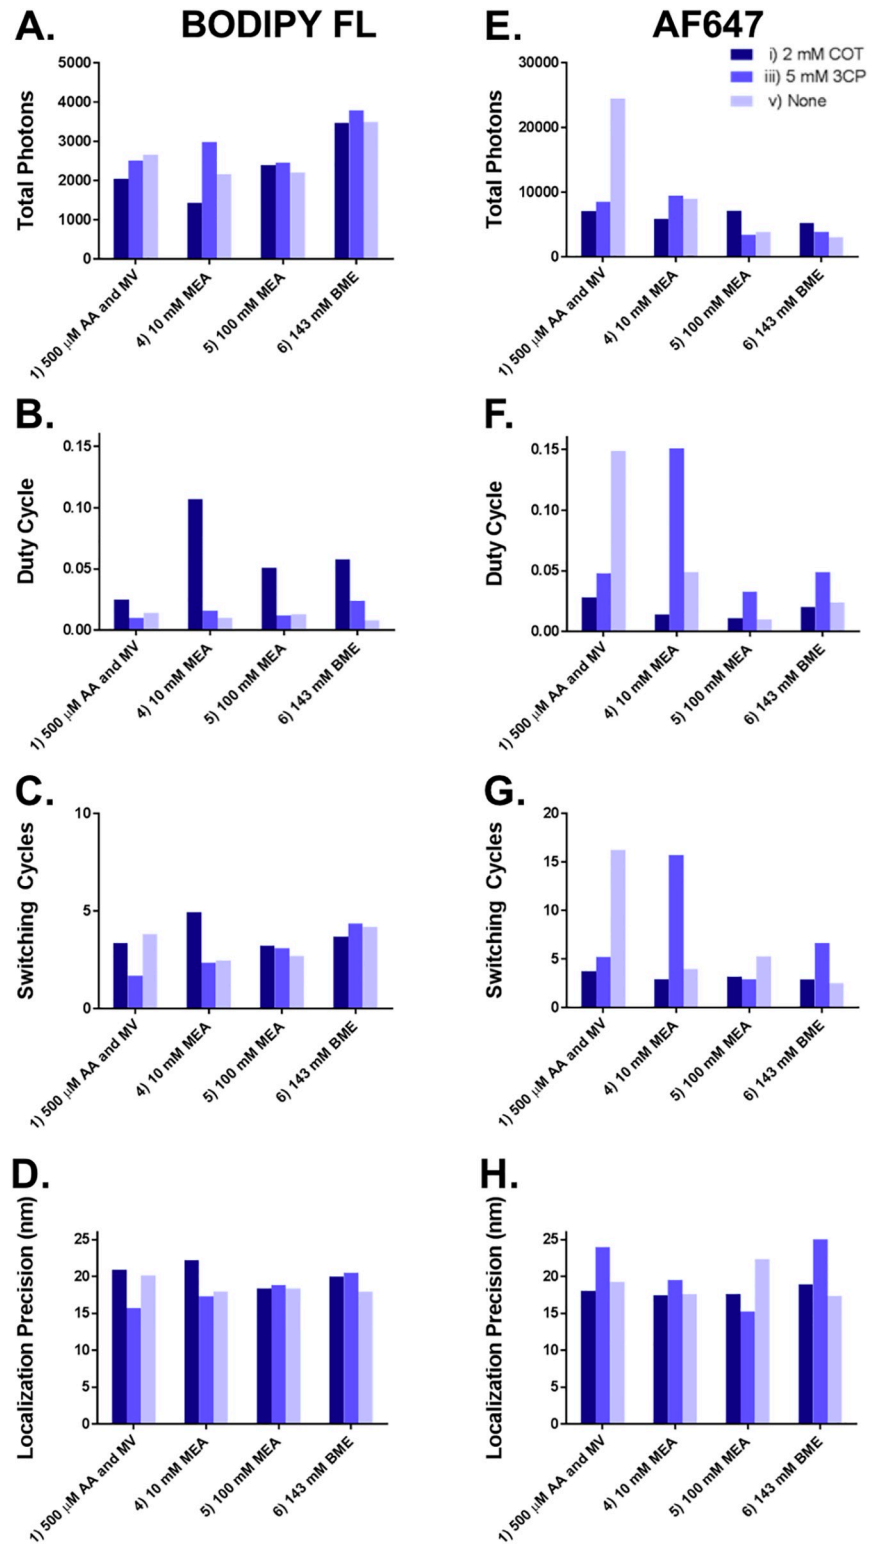 A.
BODIPY FL
E.
AF647
i) 2 mM COT
iii) 5 mM 3CP
v) None
Total Photons
5000
4000
3000
2000
1000
0
1) 500 μM AA and MV
4) 10 mM MEA
5) 100 mM MEA
6) 143 mM BME
Total Photons
30000
20000
10000
0
1) 500 μM AA and MV
4) 10 mM MEA
5) 100 mM MEA
6) 143 mM BME
B.
Duty Cycle
0.15
0.10
0.05
0.00
1) 500 μM AA and MV
4) 10 mM MEA
5) 100 mM MEA
6) 143 mM BME
F.
Duty Cycle
0.15
0.10
0.05
0.00
1) 500 μM AA and MV
4) 10 mM MEA
5) 100 mM MEA
6) 143 mM BME
C.
Switching Cycles
10
5
0
1) 500 μM AA and MV
4) 10 mM MEA
5) 100 mM MEA
6) 143 mM BME
G.
Switching Cycles
20
15
10
5
0
1) 500 μM AA and MV
4) 10 mM MEA
5) 100 mM MEA
6) 143 mM BME
D.
Localization Precision (nm)
25
20
15
10
5
0
1) 500 μM AA and MV
4) 10 mM MEA
5) 100 mM MEA
6) 143 mM BME
H.
Localization Precision (nm)
25
20
15
10
5
0
1) 500 μM AA and MV
4) 10 mM MEA
5) 100 mM MEA
6) 143 mM BME